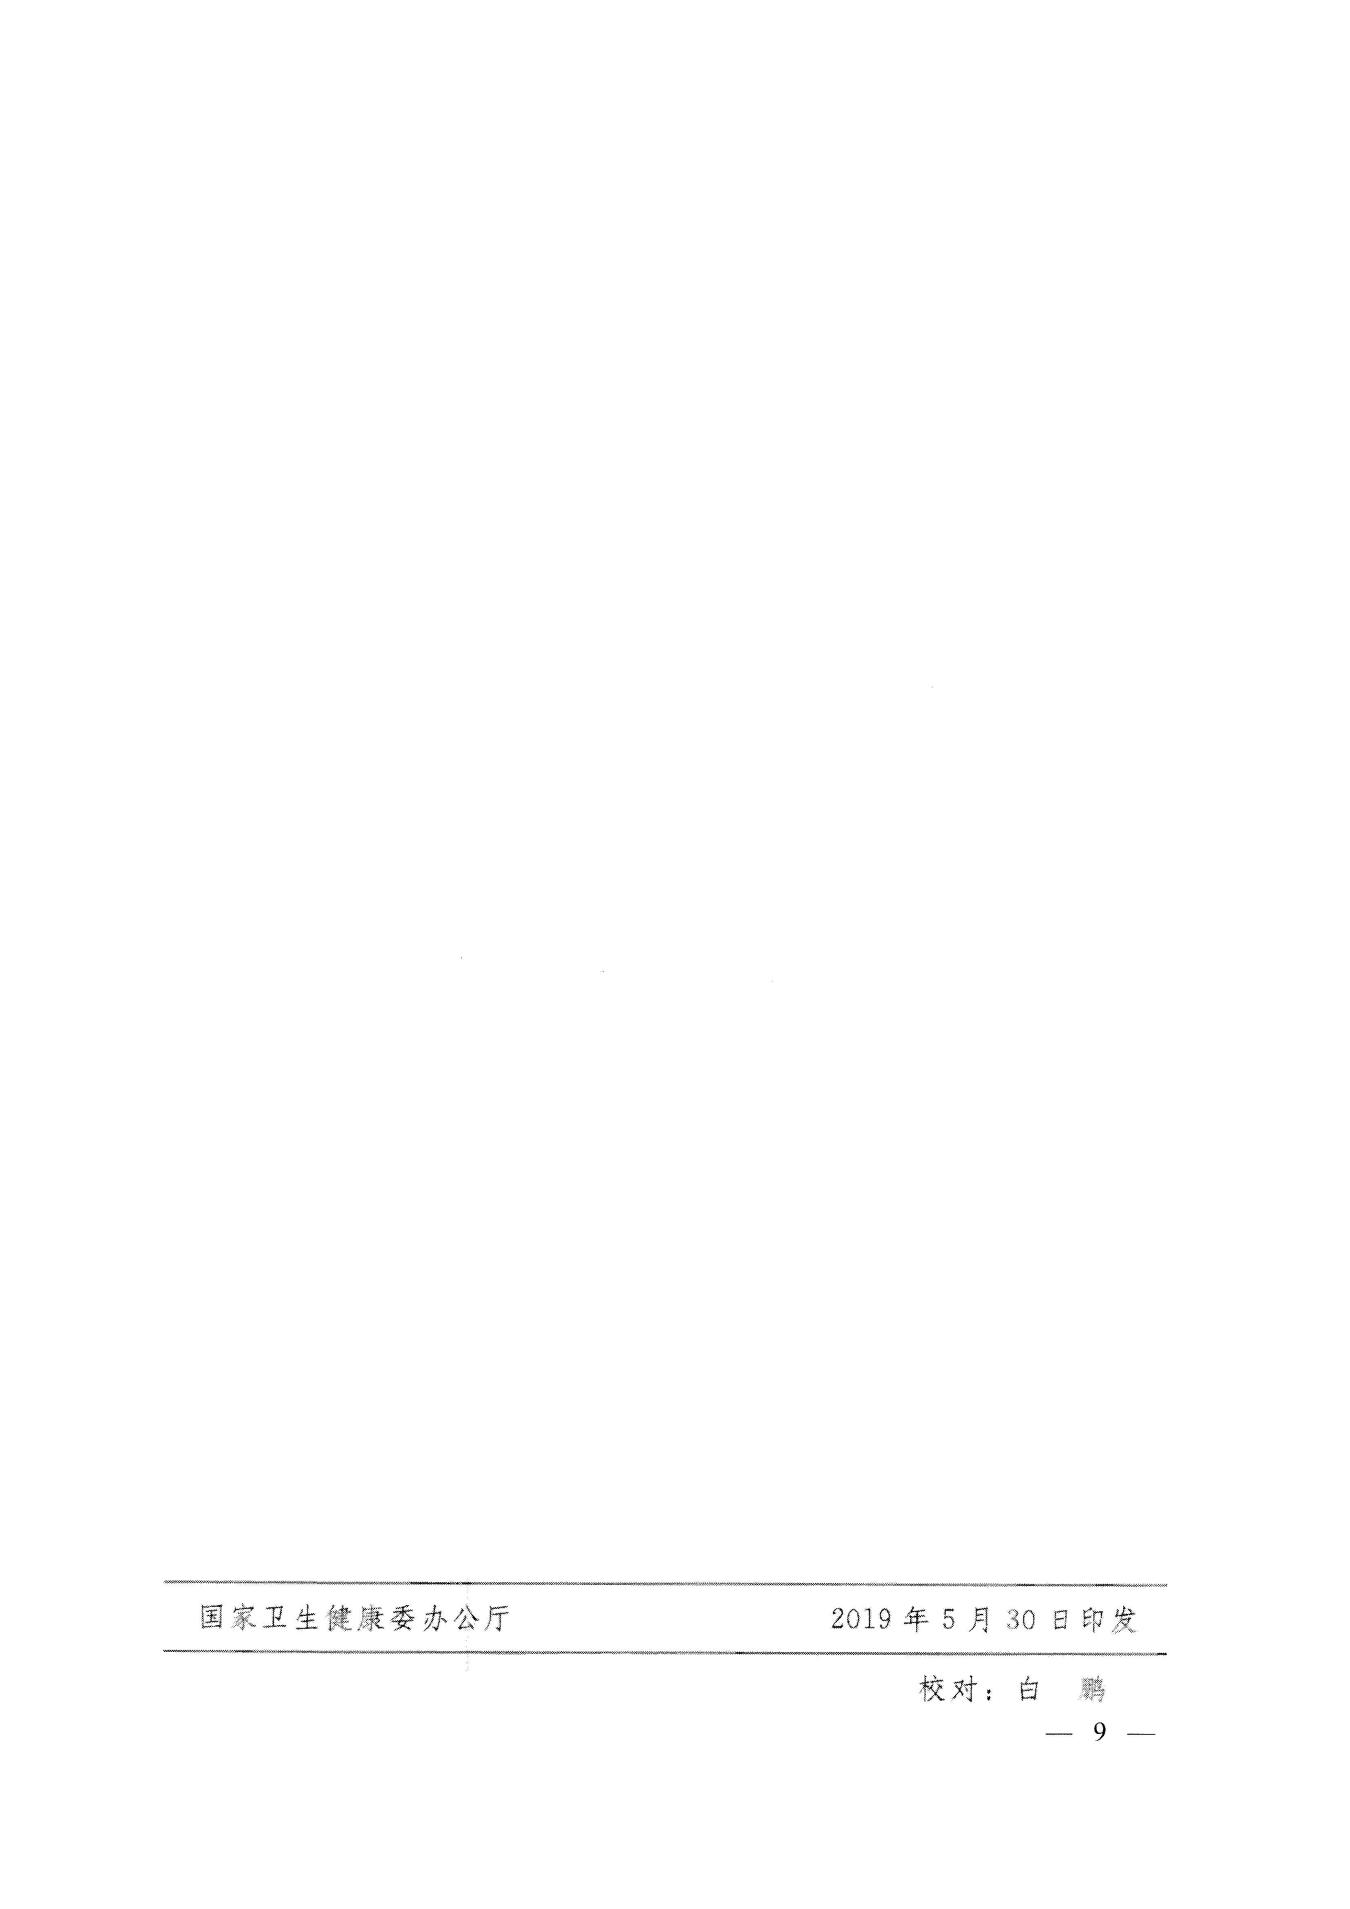 国家卫生健康委办公厅 2019年5月30日印发
校对：白 鹏
— 9 —